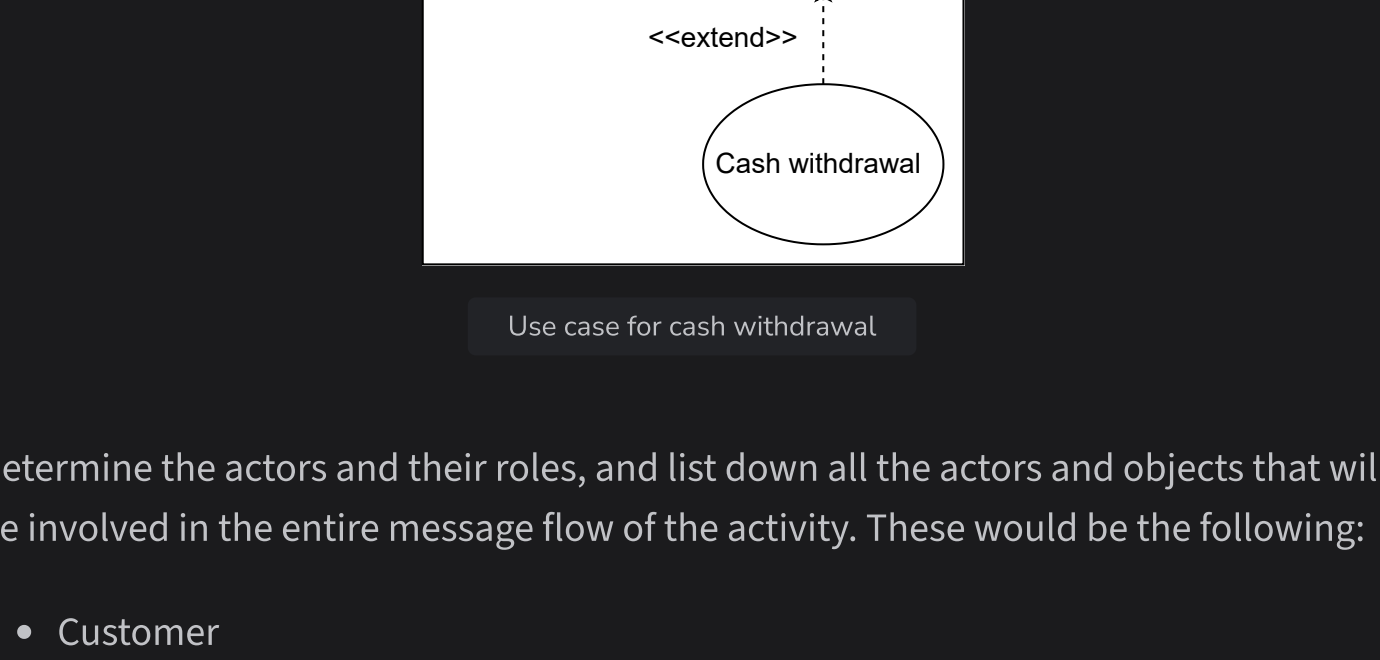 <<extend>>
Cash withdrawal
Use case for cash withdrawal
etermine the actors and their roles, and list down all the actors and objects that wil
e involved in the entire message flow of the activity. These would be the following:
• Customer